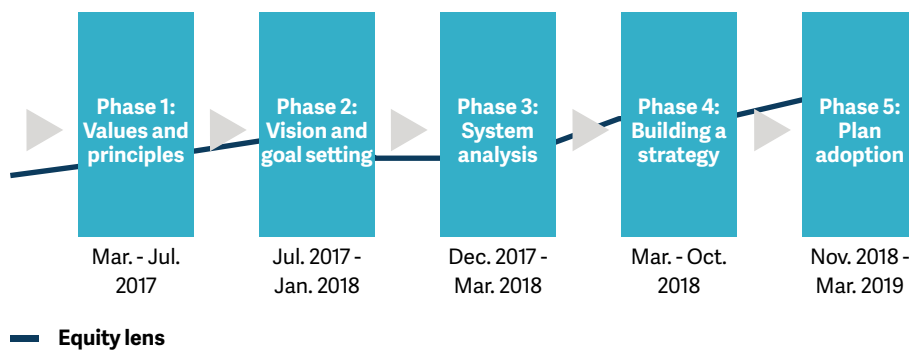 Phase 1:
Values and
principles
Phase 2:
Vision and
goal setting
Phase 3:
System
analysis
Phase 4:
Building a
strategy
Phase 5:
Plan
adoption
Mar. - Jul.
2017
Jul. 2017 -
Jan. 2018
Dec. 2017 -
Mar. 2018
Mar. - Oct.
2018
Nov. 2018 -
Mar. 2019
Equity lens